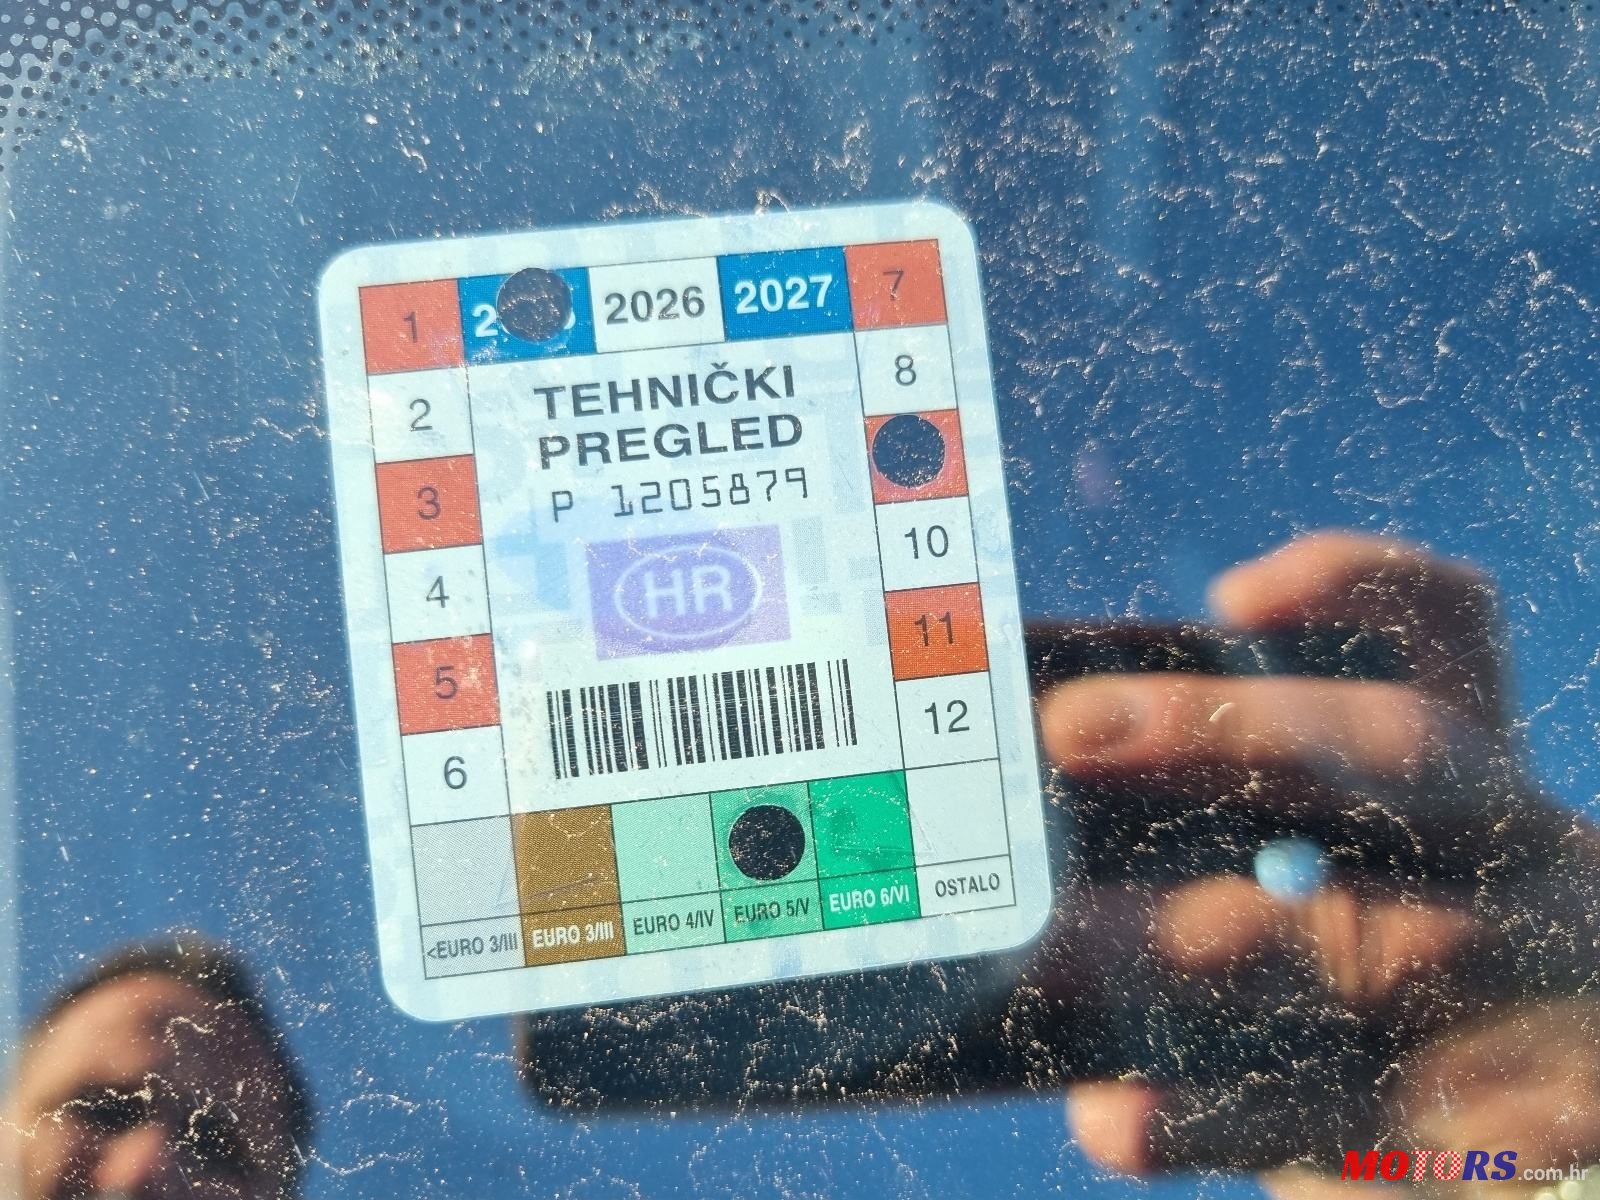 1 2026 2027 7
2 8
TEHNIČKI
PREGLED
P 1205879
3
4 10
HR
5 11
6 12
<EURO 3/III EURO 3/III EURO 4/IV EURO 5/V EURO 6/VI OSTALO
MOTORS.com.hr